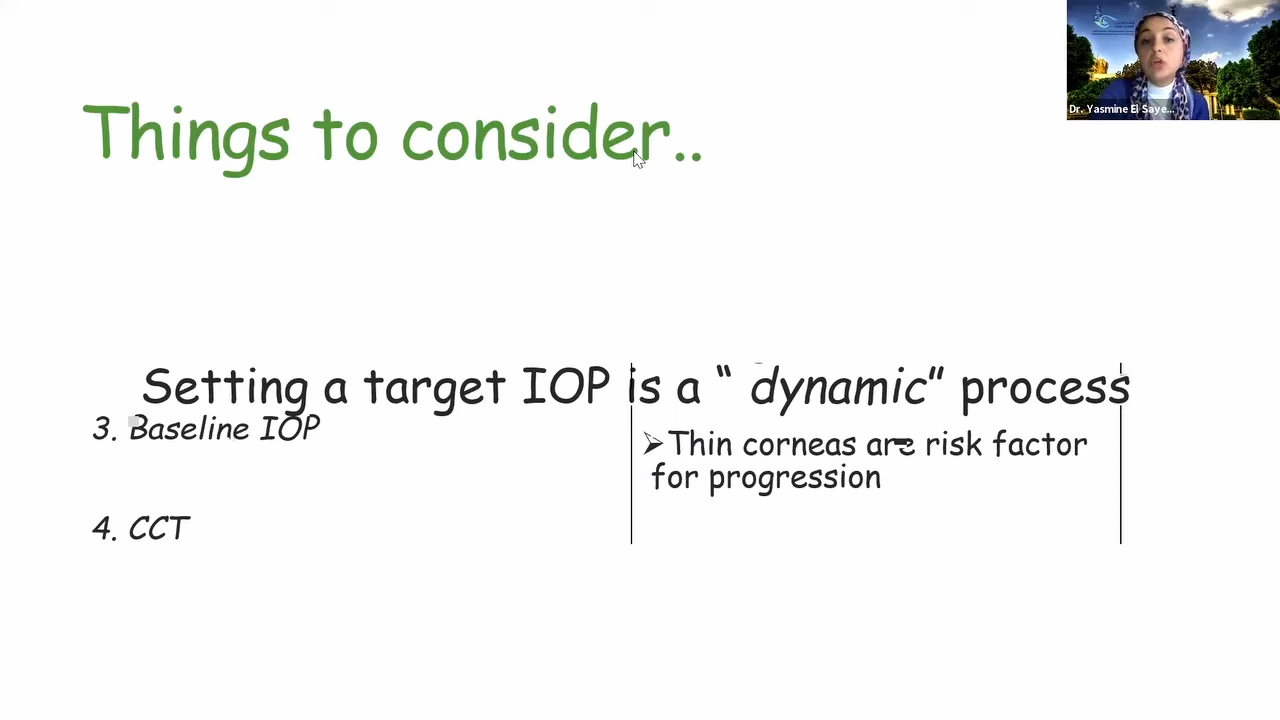 Dr. Yasmine El Saye...
Things to consider..
Setting a target IOP is a “ dynamic” process
3. Baseline IOP
➢Thin corneas are risk factor
for progression
4. CCT